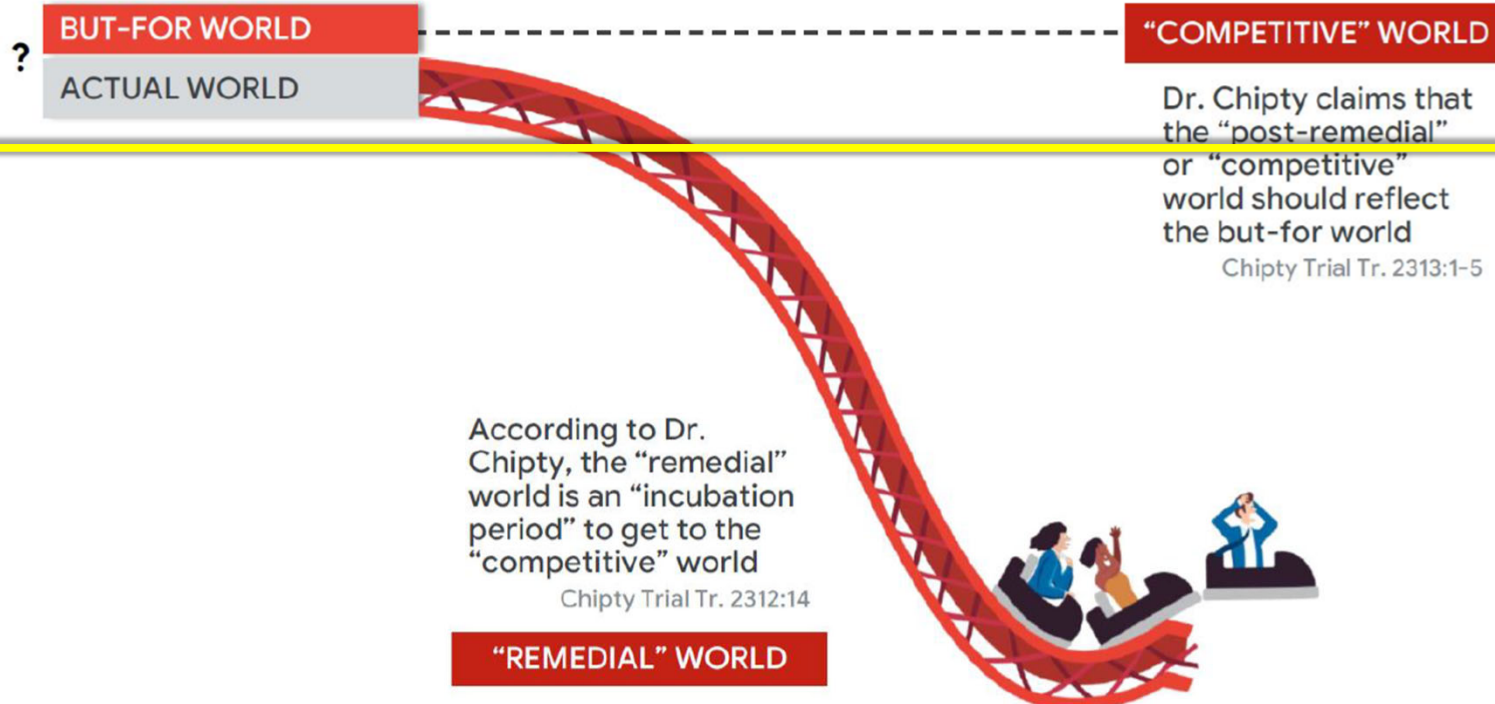 ?
BUT-FOR WORLD
ACTUAL WORLD
“COMPETITIVE” WORLD
Dr. Chipty claims that
the “post-remedial”
or “competitive”
world should reflect
the but-for world
Chipty Trial Tr. 2313:1-5
According to Dr.
Chipty, the “remedial”
world is an “incubation
period” to get to the
“competitive” world
Chipty Trial Tr. 2312:14
“REMEDIAL” WORLD